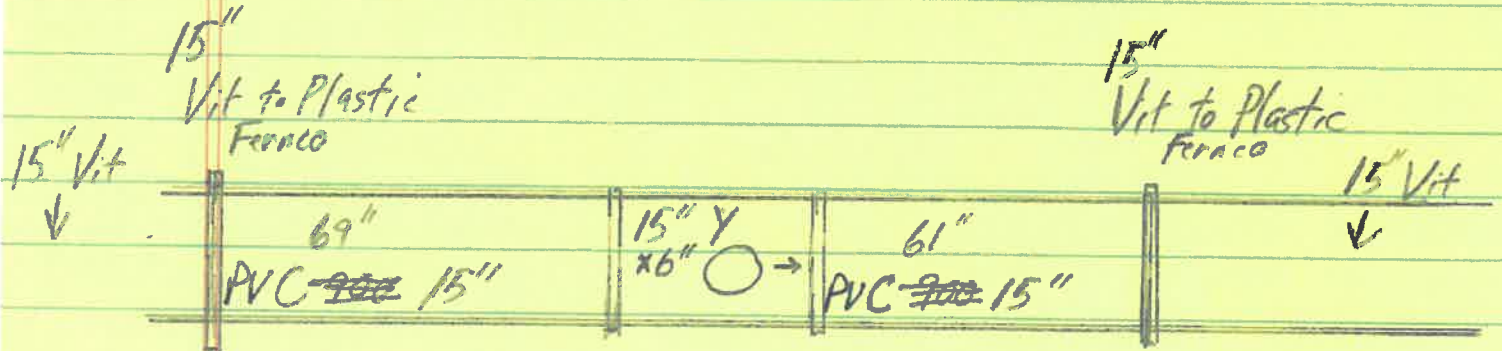 15"
Vit to Plastic
Fernco
15" Vit
69"
PVC 15"
15" Y
x6"
61"
PVC 15"
15"
Vit to Plastic
Fernco
15" Vit